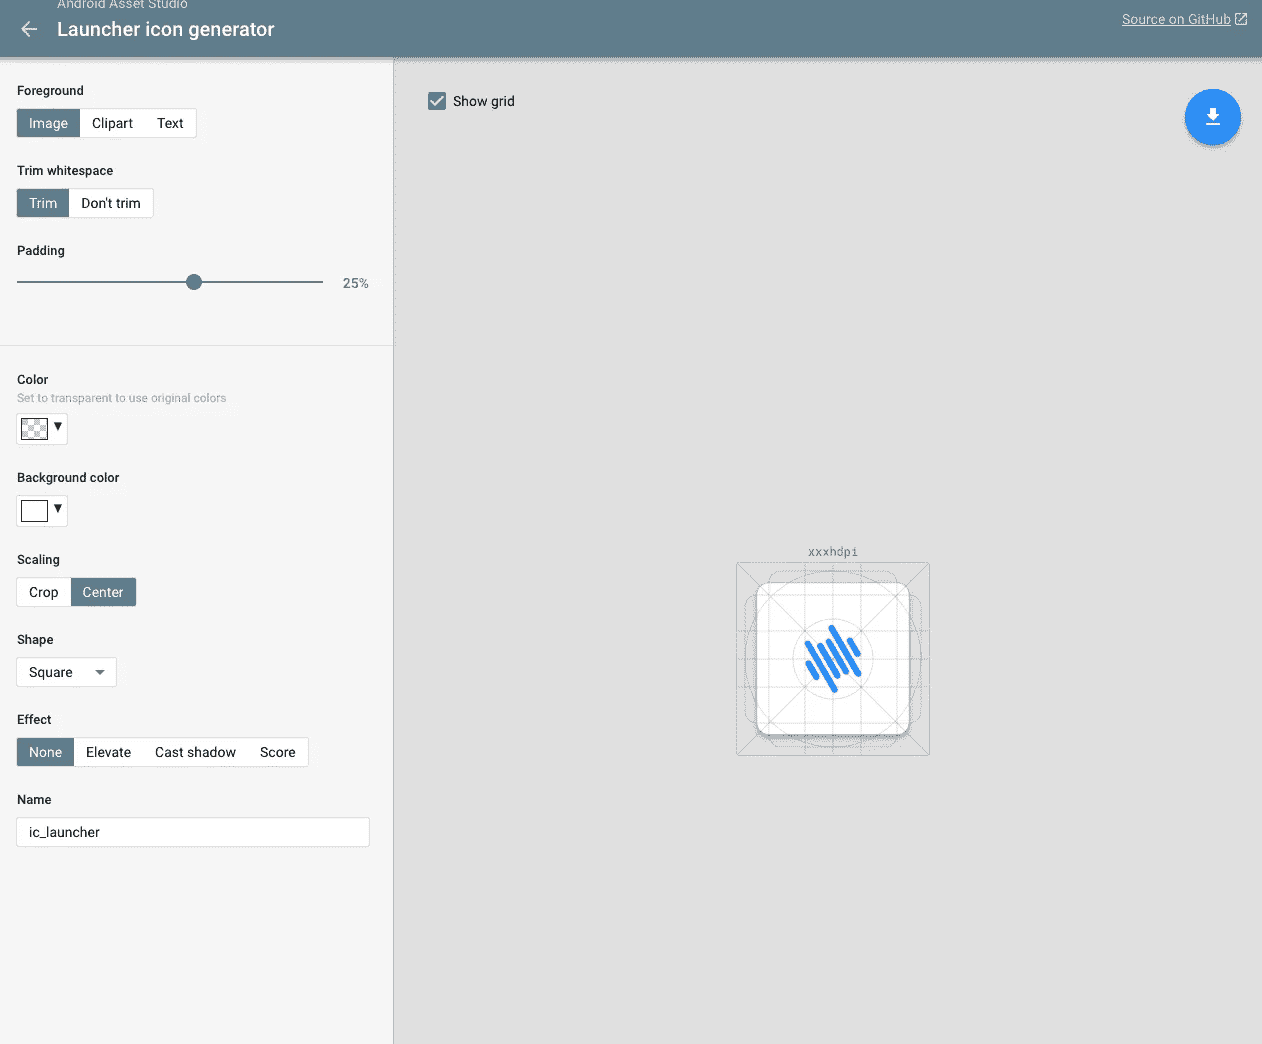 Android Asset Studio
Launcher icon generator
Source on GitHub
Foreground
Image Clipart Text
Trim whitespace
Trim Don't trim
Padding
25%
Color
Set to transparent to use original colors
Background color
Scaling
Crop Center
Shape
Square
Effect
None Elevate Cast shadow Score
Name
ic_launcher
Show grid
xxxhdpi